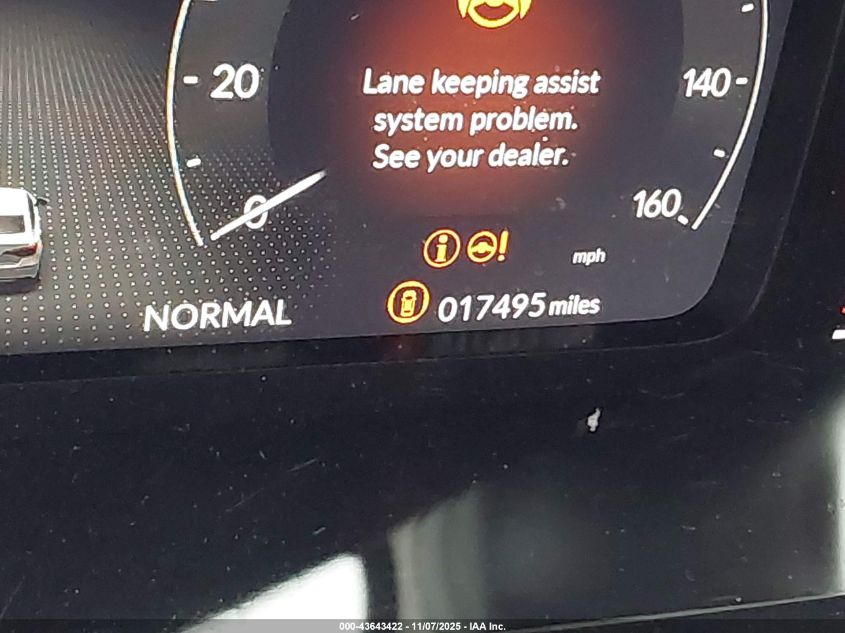 20
140
Lane keeping assist
system problem.
See your dealer.
0
160
i !
mph
NORMAL
017495 miles
000-43643422 - 11/07/2025 - IAA Inc.